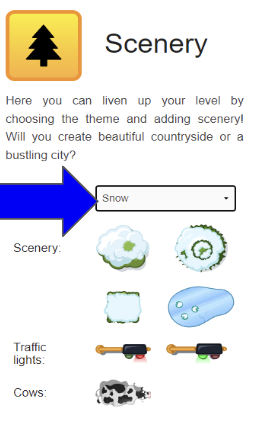 Scenery
Here you can liven up your level by
choosing the theme and adding scenery!
Will you create beautiful countryside or a
bustling city?
Snow
Scenery:
Traffic
lights:
Cows: